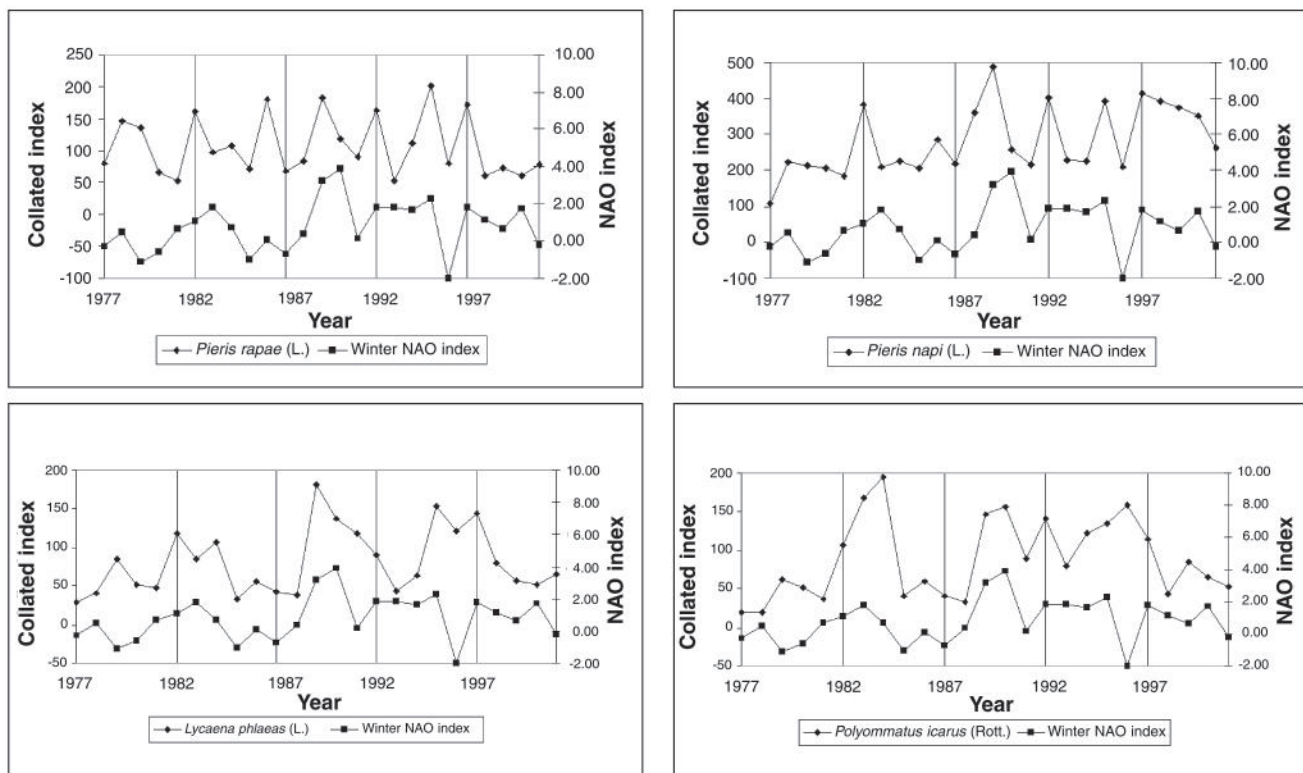 250
200
150
100
50
0
-50
-100
10.00
8.00
6.00
4.00
2.00
0.00
-2.00
Collated index
NAO index
1977 1982 1987 1992 1997
Year
Pieris rapae (L.) Winter NAO index
500
400
300
200
100
0
-100
10.00
8.00
6.00
4.00
2.00
0.00
-2.00
Collated index
NAO index
1977 1982 1987 1992 1997
Year
Pieris napi (L.) Winter NAO index
200
150
100
50
0
-50
10.00
8.00
6.00
4.00
2.00
0.00
-2.00
Collated index
NAO index
1977 1982 1987 1992 1997
Year
Lycaena phlaeas (L.) Winter NAO index
200
150
100
50
0
-50
10.00
8.00
6.00
4.00
2.00
0.00
-2.00
Collated index
NAO index
1977 1982 1987 1992 1997
Year
Polyommatus icarus (Rott.) Winter NAO index